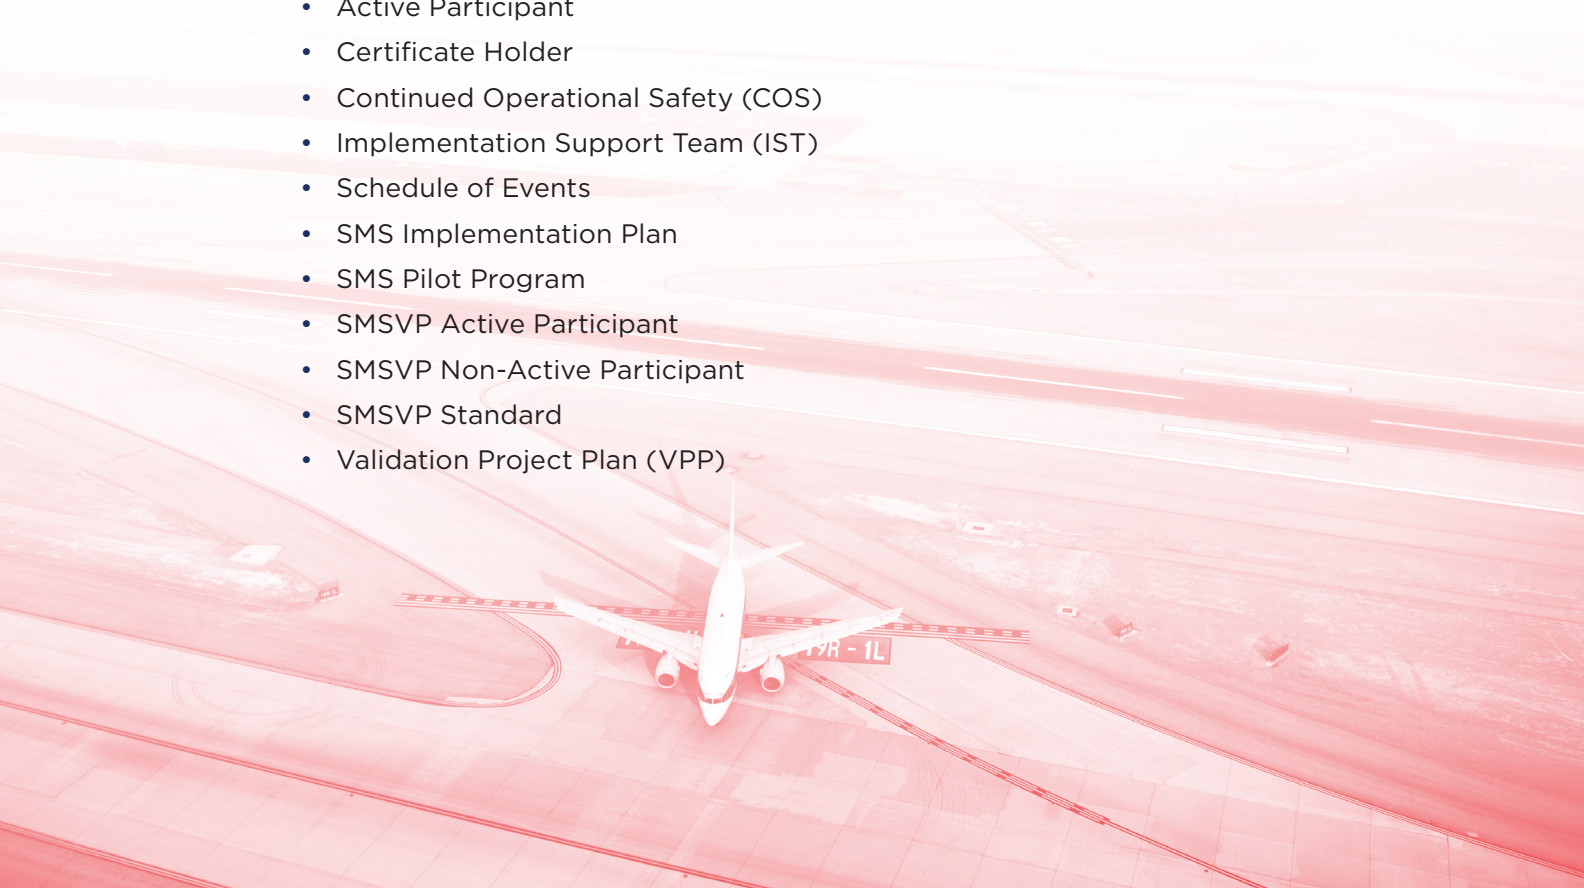 • Active Participant
• Certificate Holder
• Continued Operational Safety (COS)
• Implementation Support Team (IST)
• Schedule of Events
• SMS Implementation Plan
• SMS Pilot Program
• SMSVP Active Participant
• SMSVP Non-Active Participant
• SMSVP Standard
• Validation Project Plan (VPP)
19R - 1L